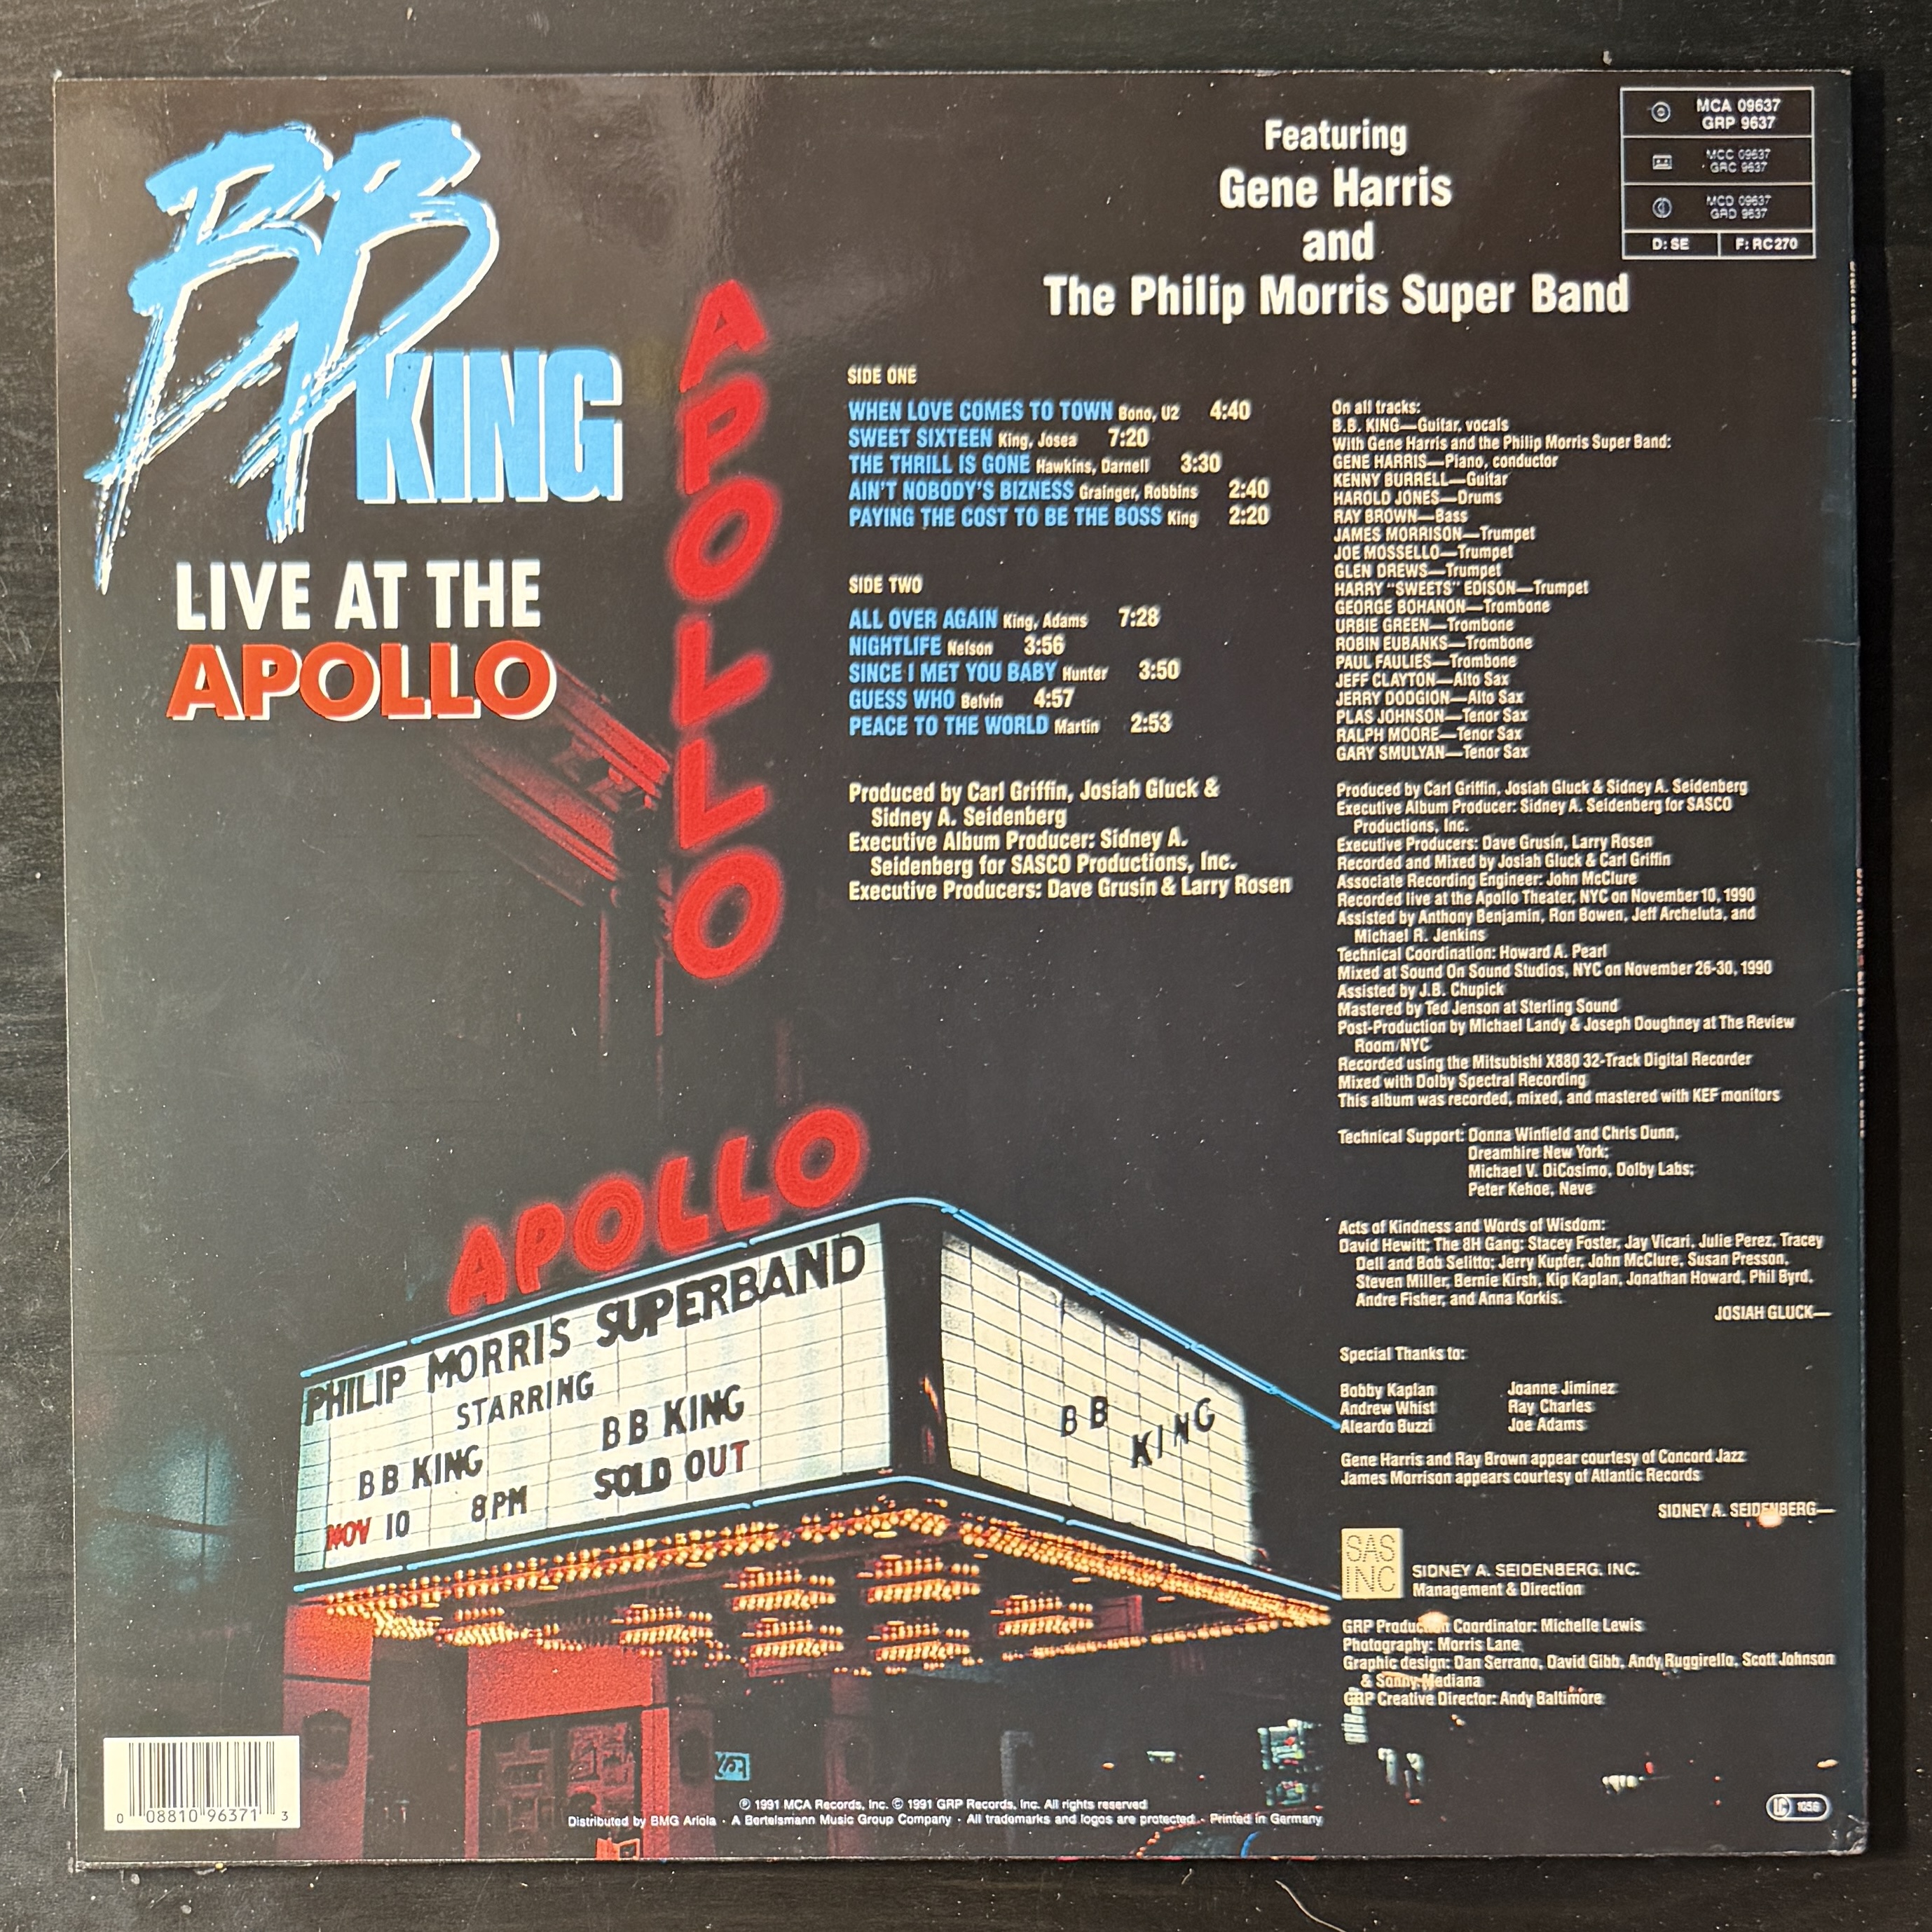 BB
KING
LIVE AT THE
APOLLO
APOLLO
Featuring
Gene Harris
and
The Philip Morris Super Band
MCA 09637
GRP 9637
MCC 09637
GRC 9637
MCD 09637
GRD 9637
D: SE F: RC 270
SIDE ONE
WHEN LOVE COMES TO TOWN Bono, U2 4:40
SWEET SIXTEEN King, Josea 7:20
THE THRILL IS GONE Hawkins, Darnell 3:30
AIN'T NOBODY'S BIZNESS Grainger, Robbins 2:40
PAYING THE COST TO BE THE BOSS King 2:20
SIDE TWO
ALL OVER AGAIN King, Adams 7:28
NIGHTLIFE Nelson 3:56
SINCE I MET YOU BABY Hunter 3:50
GUESS WHO Belvin 4:57
PEACE TO THE WORLD Martin 2:53
Produced by Carl Griffin, Josiah Gluck &
Sidney A. Seidenberg
Executive Album Producer: Sidney A.
Seidenberg for SASCO Productions, Inc.
Executive Producers: Dave Grusin & Larry Rosen
On all tracks:
B.B. KING—Guitar, vocals
With Gene Harris and the Philip Morris Super Band:
GENE HARRIS—Piano, conductor
KENNY BURRELL—Guitar
HAROLD JONES—Drums
RAY BROWN—Bass
JAMES MORRISON—Trumpet
JOE MOSSELLO—Trumpet
GLEN DREWS—Trumpet
HARRY "SWEETS" EDISON—Trumpet
GEORGE BOHANON—Trombone
URBIE GREEN—Trombone
ROBIN EUBANKS—Trombone
PAUL FAULIES—Trombone
JEFF CLAYTON—Alto Sax
JERRY DODGION—Alto Sax
PLAS JOHNSON—Tenor Sax
RALPH MOORE—Tenor Sax
GARY SMULYAN—Tenor Sax
Produced by Carl Griffin, Josiah Gluck & Sidney A. Seidenberg
Executive Album Producer: Sidney A. Seidenberg for SASCO
Productions, Inc.
Executive Producers: Dave Grusin, Larry Rosen
Recorded and Mixed by Josiah Gluck & Carl Griffin
Associate Recording Engineer: John McClure
Recorded live at the Apollo Theater, NYC on November 10, 1990
Assisted by Anthony Benjamin, Ron Bowen, Jeff Archeluta, and
Michael R. Jenkins
Technical Coordination: Howard A. Pearl
Mixed at Sound On Sound Studios, NYC on November 26-30, 1990
Assisted by J.B. Chupick
Mastered by Ted Jenson at Sterling Sound
Post-Production by Michael Landy & Joseph Doughney at The Review
Room/NYC
Recorded using the Mitsubishi X880 32-Track Digital Recorder
Mixed with Dolby Spectral Recording
This album was recorded, mixed, and mastered with KEF monitors
Technical Support: Donna Winfield and Chris Dunn,
Dreamhire New York;
Michael V. DiCosimo, Dolby Labs;
Peter Kehoe, Neve
Acts of Kindness and Words of Wisdom:
David Hewitt; The 8H Gang: Stacey Foster, Jay Vicari, Julie Perez, Tracey
Dell and Bob Selitto; Jerry Kupfer, John McClure, Susan Presson,
Steven Miller, Bernie Kirsh, Kip Kaplan, Jonathan Howard, Phil Byrd,
Andre Fisher, and Anna Korkis.
JOSIAH GLUCK—
Special Thanks to:
Bobby Kaplan Joanne Jiminez
Andrew Whist Ray Charles
Aleardo Buzzi Joe Adams
Gene Harris and Ray Brown appear courtesy of Concord Jazz
James Morrison appears courtesy of Atlantic Records
SIDNEY A. SEIDENBERG—
SAS
INC
SIDNEY A. SEIDENBERG, INC.
Management & Direction
GRP Production Coordinator: Michelle Lewis
Photography: Morris Lane
Graphic design: Dan Serrano, David Gibb, Andy Ruggirello, Scott Johnson
& Sonny Mediana
GRP Creative Director: Andy Baltimore
APOLLO
PHILIP MORRIS SUPERBAND
STARRING
BB KING BB KING
NOV 10 8PM SOLD OUT
BB
KING
0 08810 96371 3
℗ 1991 MCA Records, Inc. © 1991 GRP Records, Inc. All rights reserved
Distributed by BMG Ariola · A Bertelsmann Music Group Company · All trademarks and logos are protected · Printed in Germany
LC 1056